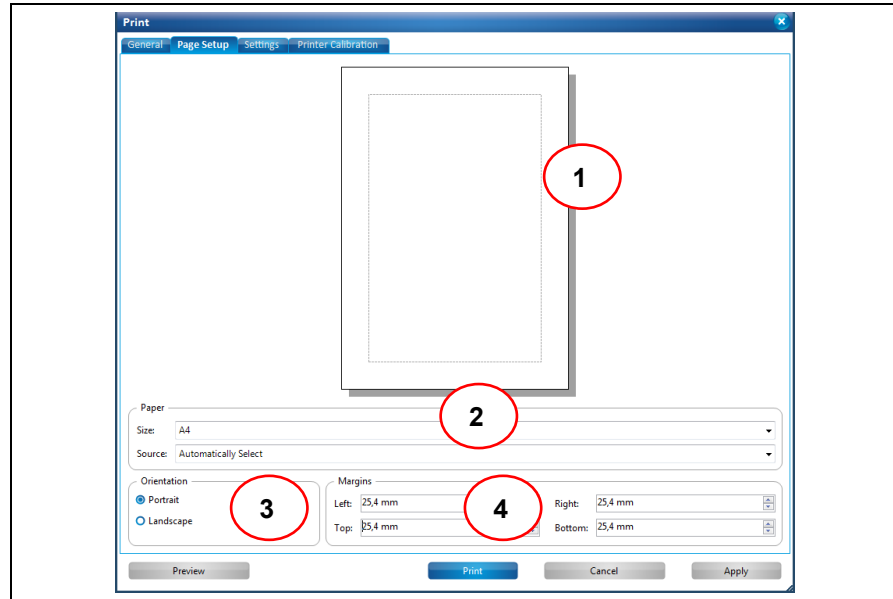 Print
General Page Setup Settings Printer Calibration
1
Paper
2
Size: A4
Source: Automatically Select
Orientation
Portrait
Landscape
3
Margins
Left: 25,4 mm
Right: 25,4 mm
4
Top: 25,4 mm
Bottom: 25,4 mm
Preview Print Cancel Apply